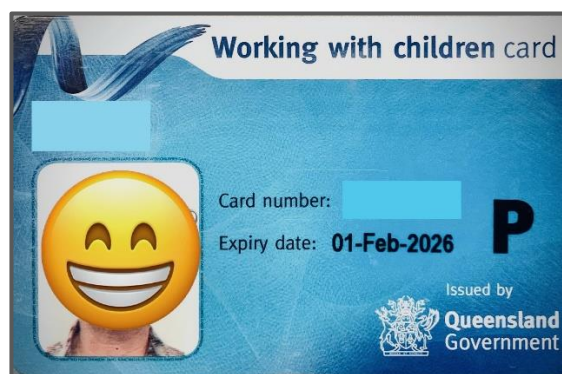 Working with children card
Card number:
Expiry date: 01-Feb-2026
P
Issued by
Queensland
Government